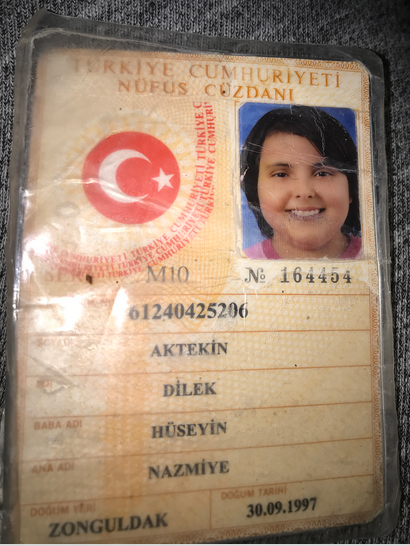 TÜRKİYE CUMHURİYETİ
NÜFUS CÜZDANI
M10
№ 164454
61240425206
SOYADI
AKTEKİN
ADI
DİLEK
BABA ADI
HÜSEYİN
ANA ADI
NAZMİYE
DOĞUM YERİ
ZONGULDAK
DOĞUM TARİHİ
30.09.1997